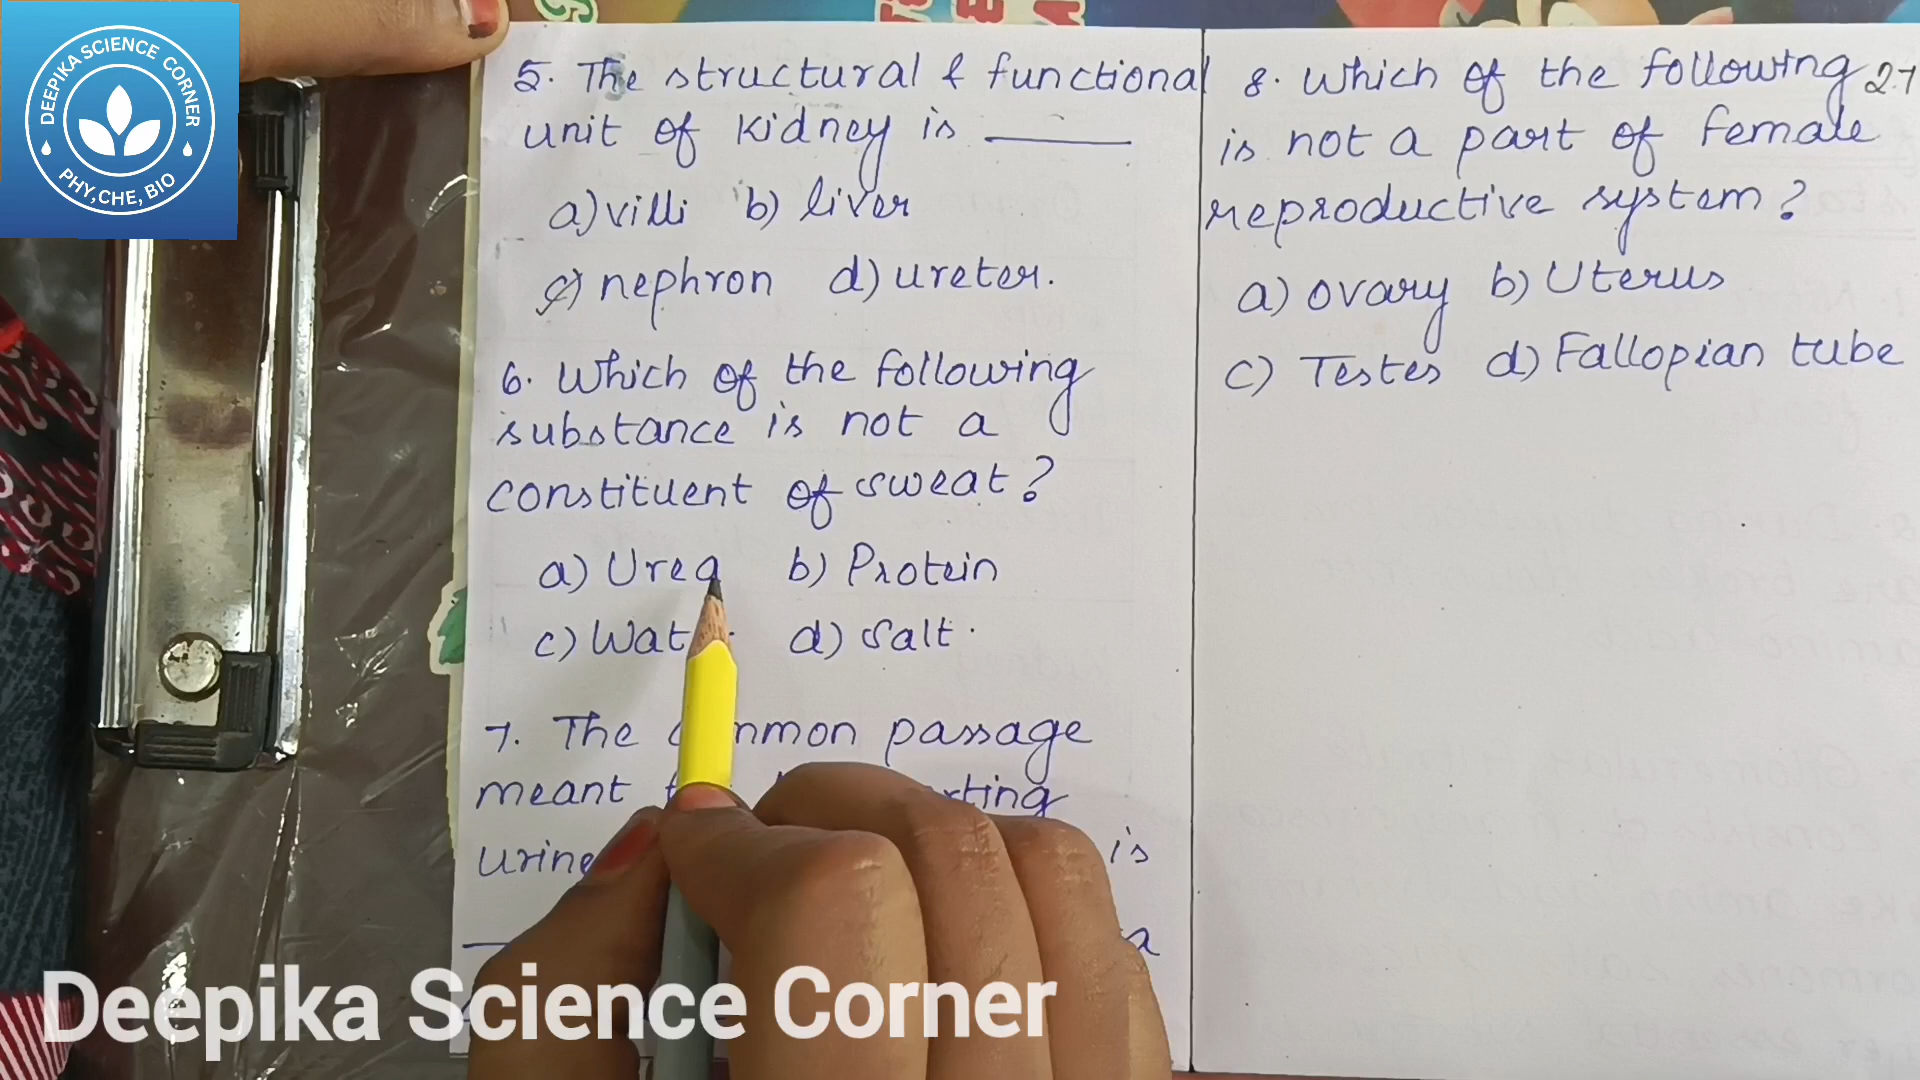 DEEPIKA SCIENCE CORNER
PHY,CHE, BIO
5. The structural & functional
unit of kidney is ____
a) villi b) liver
c) nephron d) ureter.
6. Which of the following
substance is not a
constituent of sweat?
a) Urea b) Protein
c) Wat d) Salt.
7. The passage
meant
urine is
8. Which of the following
is not a part of female
reproductive system?
a) ovary b) Uterus
c) Testes d) Fallopian tube
27
Deepika Science Corner